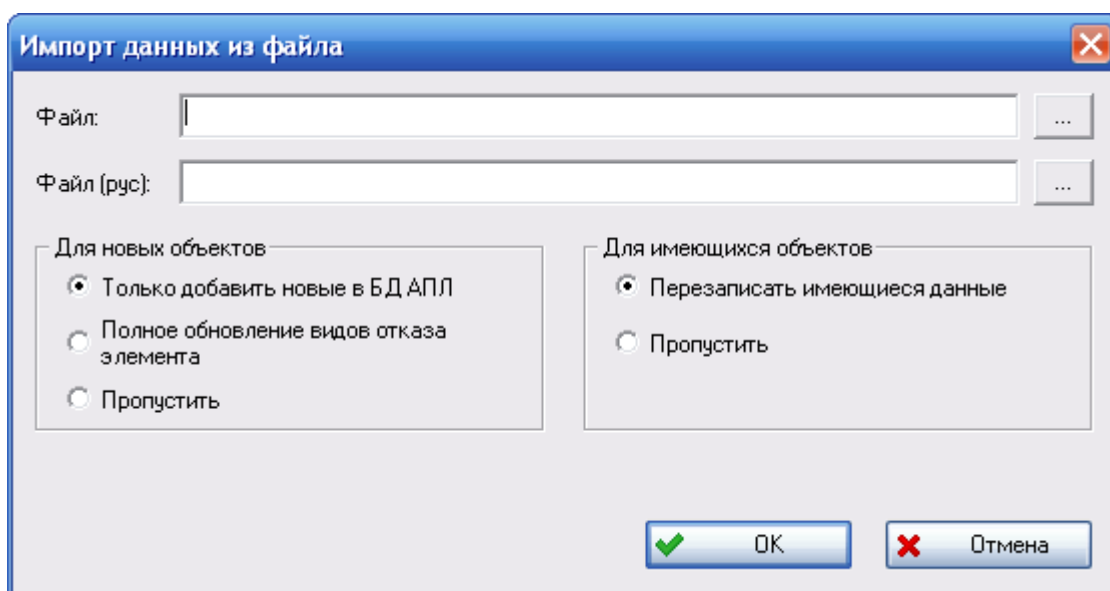 Импорт данных из файла
Файл:
...
Файл (рус):
...
Для новых объектов
Только добавить новые в БД АПЛ
Полное обновление видов отказа
элемента
Пропустить
Для имеющихся объектов
Перезаписать имеющиеся данные
Пропустить
OK
Отмена